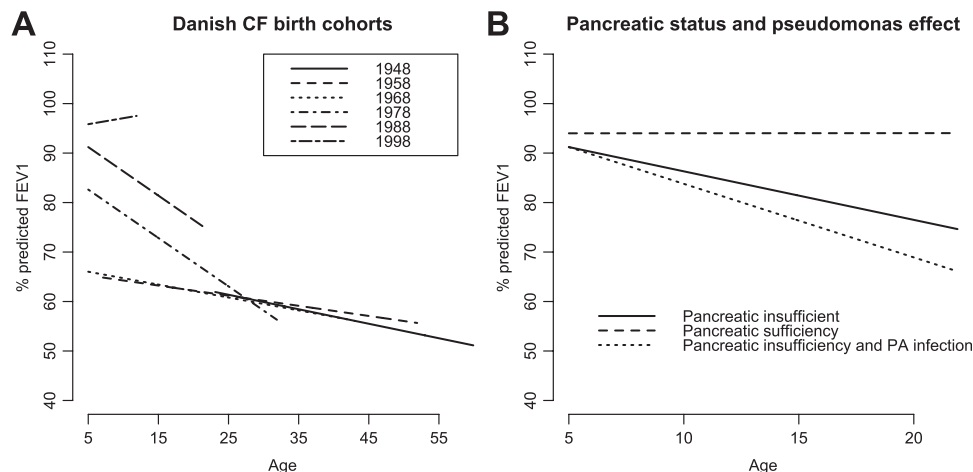 A
Danish CF birth cohorts
1948
1958
1968
1978
1988
1998
110
100
90
80
70
60
50
40
% predicted FEV1
5 15 25 35 45 55
Age
B
Pancreatic status and pseudomonas effect
110
100
90
80
70
60
50
40
% predicted FEV1
Pancreatic insufficient
Pancreatic sufficiency
Pancreatic insufficiency and PA infection
5 10 15 20
Age